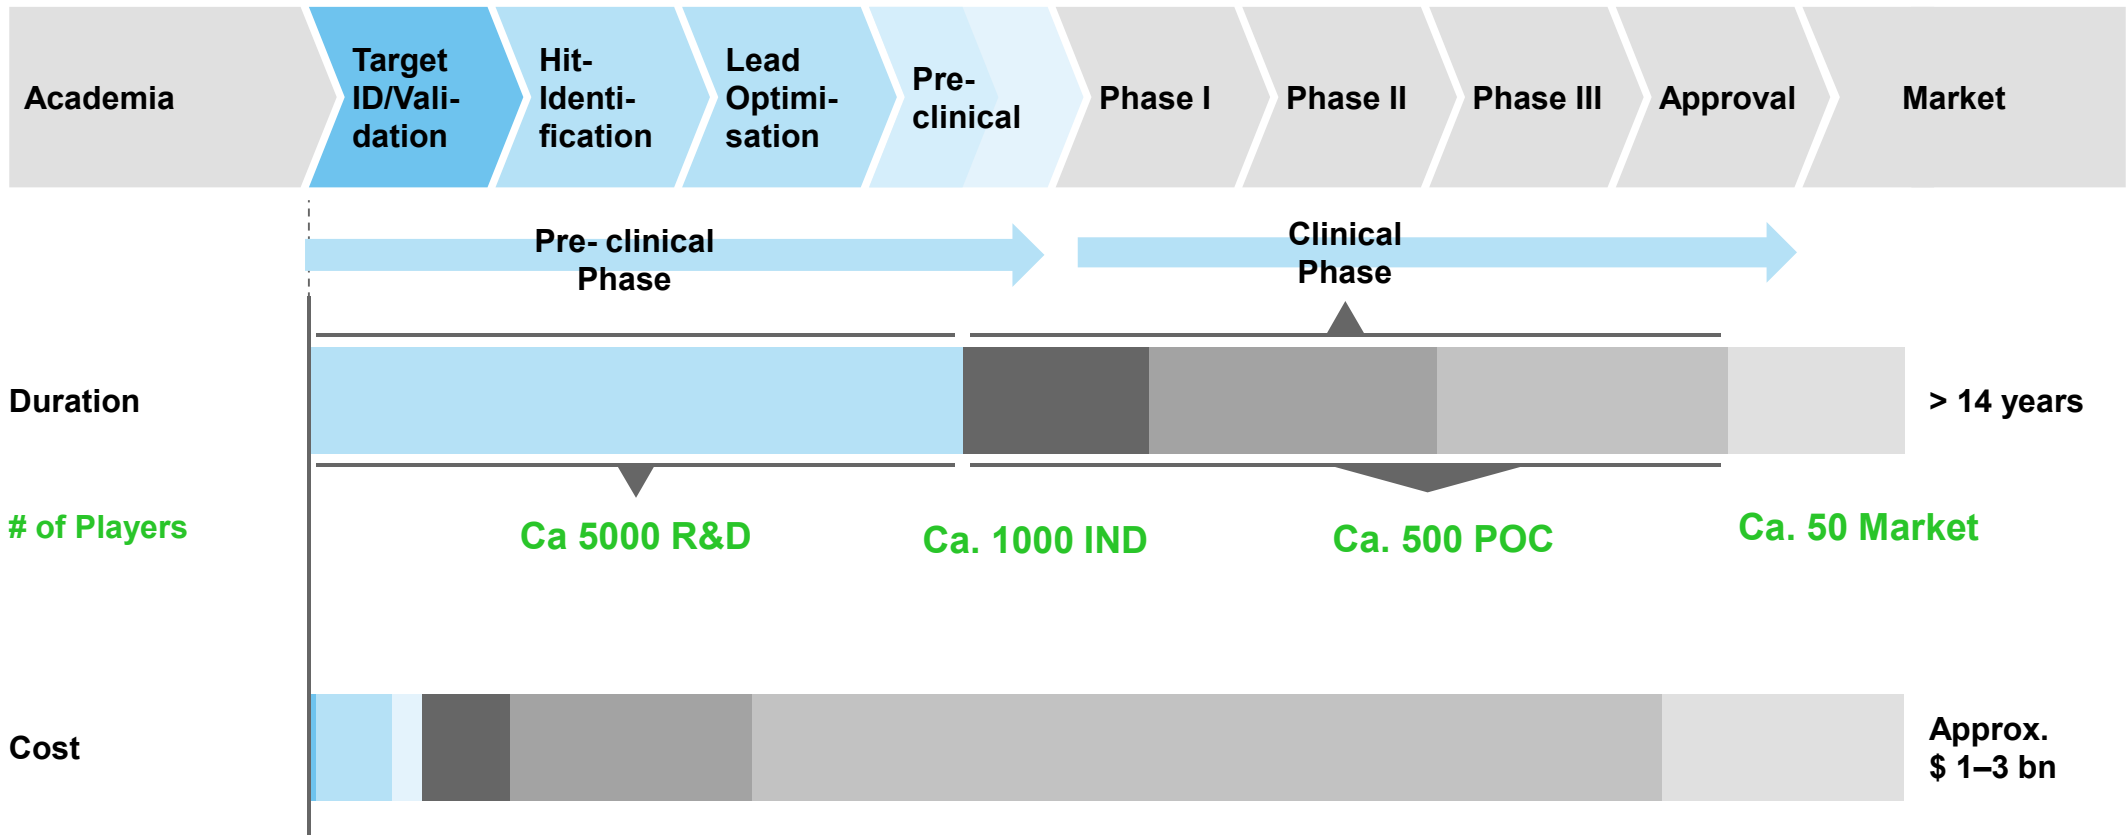 Academia
Target
ID/Vali-
dation
Hit-
Identi-
fication
Lead
Optimi-
sation
Pre-
clinical
Phase I
Phase II
Phase III
Approval
Market
Pre- clinical
Phase
Clinical
Phase
Duration
> 14 years
# of Players
Ca 5000 R&D
Ca. 1000 IND
Ca. 500 POC
Ca. 50 Market
Cost
Approx.
$ 1–3 bn